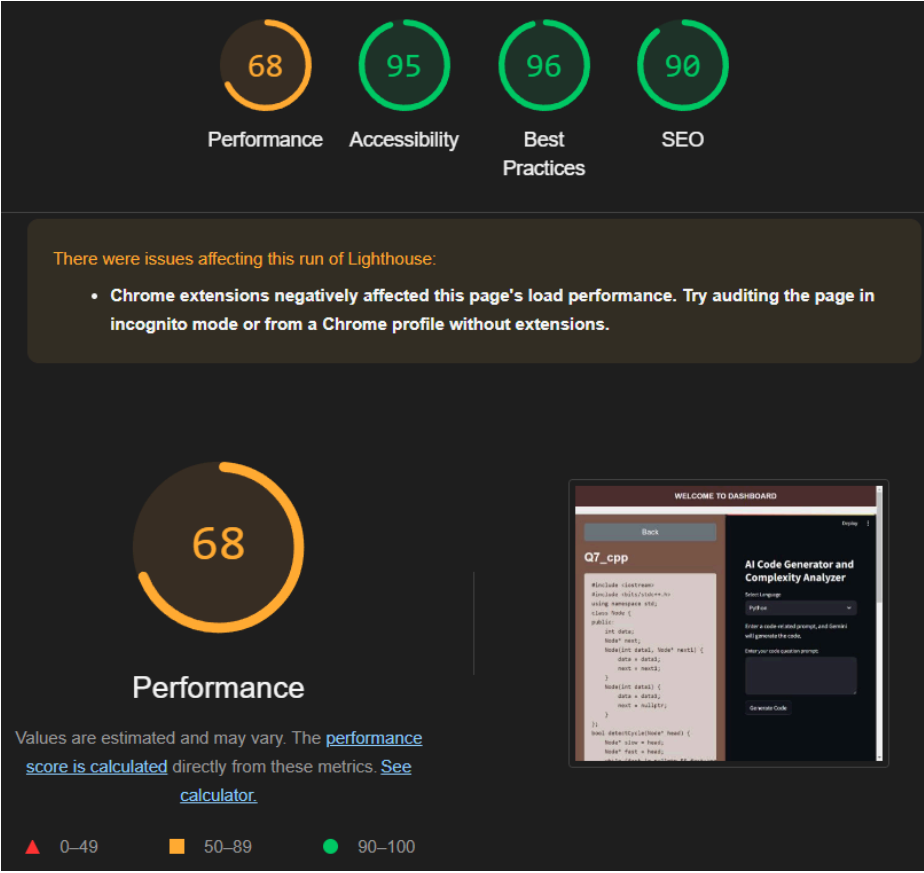 68
95
96
90
Performance
Accessibility
Best
Practices
SEO
There were issues affecting this run of Lighthouse:
• Chrome extensions negatively affected this page's load performance. Try auditing the page in
incognito mode or from a Chrome profile without extensions.
68
Performance
Values are estimated and may vary. The performance
score is calculated directly from these metrics. See
calculator.
0–49
50–89
90–100
WELCOME TO DASHBOARD
Back
Q7_cpp
#include <iostream>
#include <bits/stdc++.h>
using namespace std;
class Node {
public:
int data;
Node* next;
Node(int data1, Node* next1) {
data = data1;
next = next1;
}
Node(int data1) {
data = data1;
next = nullptr;
}
};
bool detectCycle(Node* head) {
Node* slow = head;
Node* fast = head;
Deploy
AI Code Generator and
Complexity Analyzer
Select Language
Python
Enter a code-related prompt, and Gemini
will generate the code.
Enter your code question prompt:
Generate Code